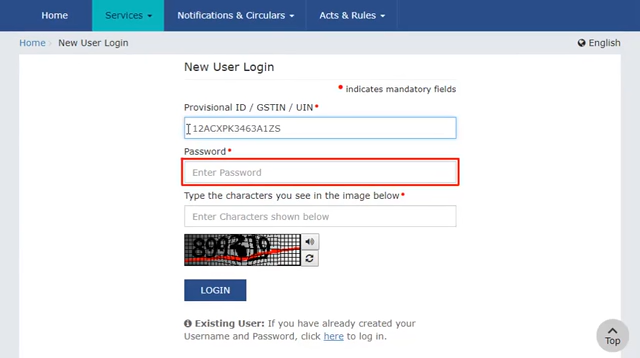 Home Services Notifications & Circulars Acts & Rules
Home New User Login English
New User Login
* indicates mandatory fields
Provisional ID / GSTIN / UIN*
12ACXPK3463A1ZS
Password*
Enter Password
Type the characters you see in the image below*
Enter Characters shown below
LOGIN
Existing User: If you have already created your
Username and Password, click here to log in.
Top